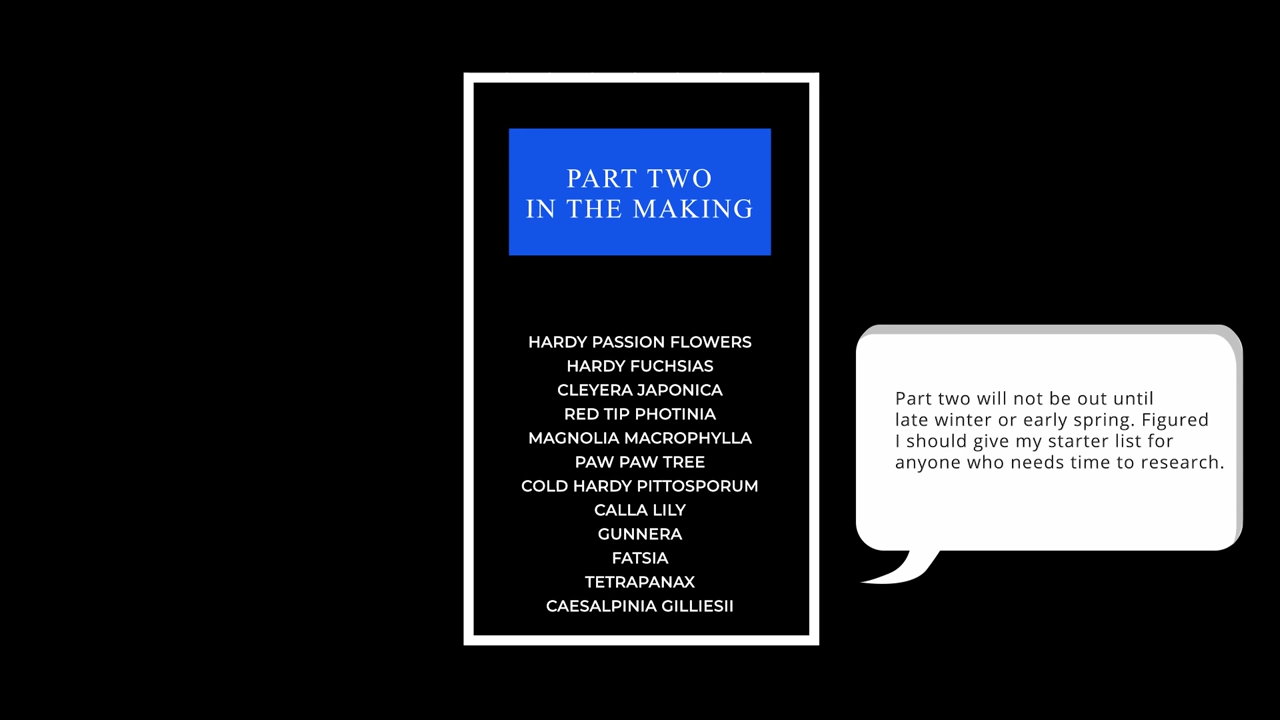 PART TWO
IN THE MAKING
HARDY PASSION FLOWERS
HARDY FUCHSIAS
CLEYERA JAPONICA
RED TIP PHOTINIA
MAGNOLIA MACROPHYLLA
PAW PAW TREE
COLD HARDY PITTOSPORUM
CALLA LILY
GUNNERA
FATSIA
TETRAPANAX
CAESALPINIA GILLIESII
Part two will not be out until
late winter or early spring. Figured
I should give my starter list for
anyone who needs time to research.